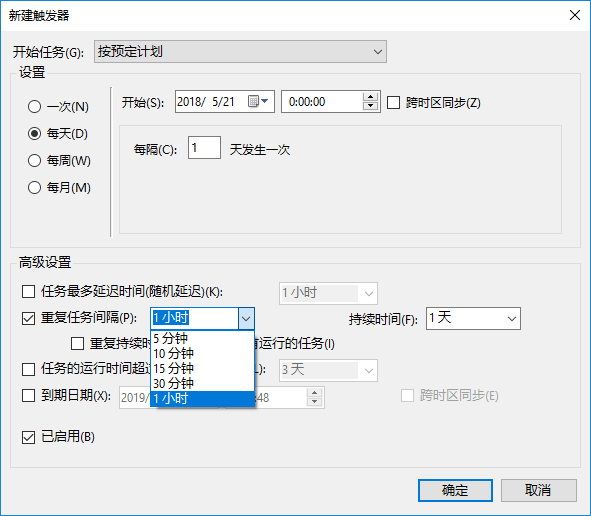 新建触发器
开始任务(G): 按预定计划
设置
一次(N)
每天(D)
每周(W)
每月(M)
开始(S): 2018/ 5/21 0:00:00 跨时区同步(Z)
每隔(C): 1 天发生一次
高级设置
任务最多延迟时间(随机延迟)(K): 1 小时
重复任务间隔(P): 1 小时 持续时间(F): 1 天
5 分钟
10 分钟
15 分钟
30 分钟
1 小时
重复持续时 运行的任务(I)
任务的运行时间超 3 天
到期日期(X): 2019/ :48 跨时区同步(E)
已启用(B)
确定 取消